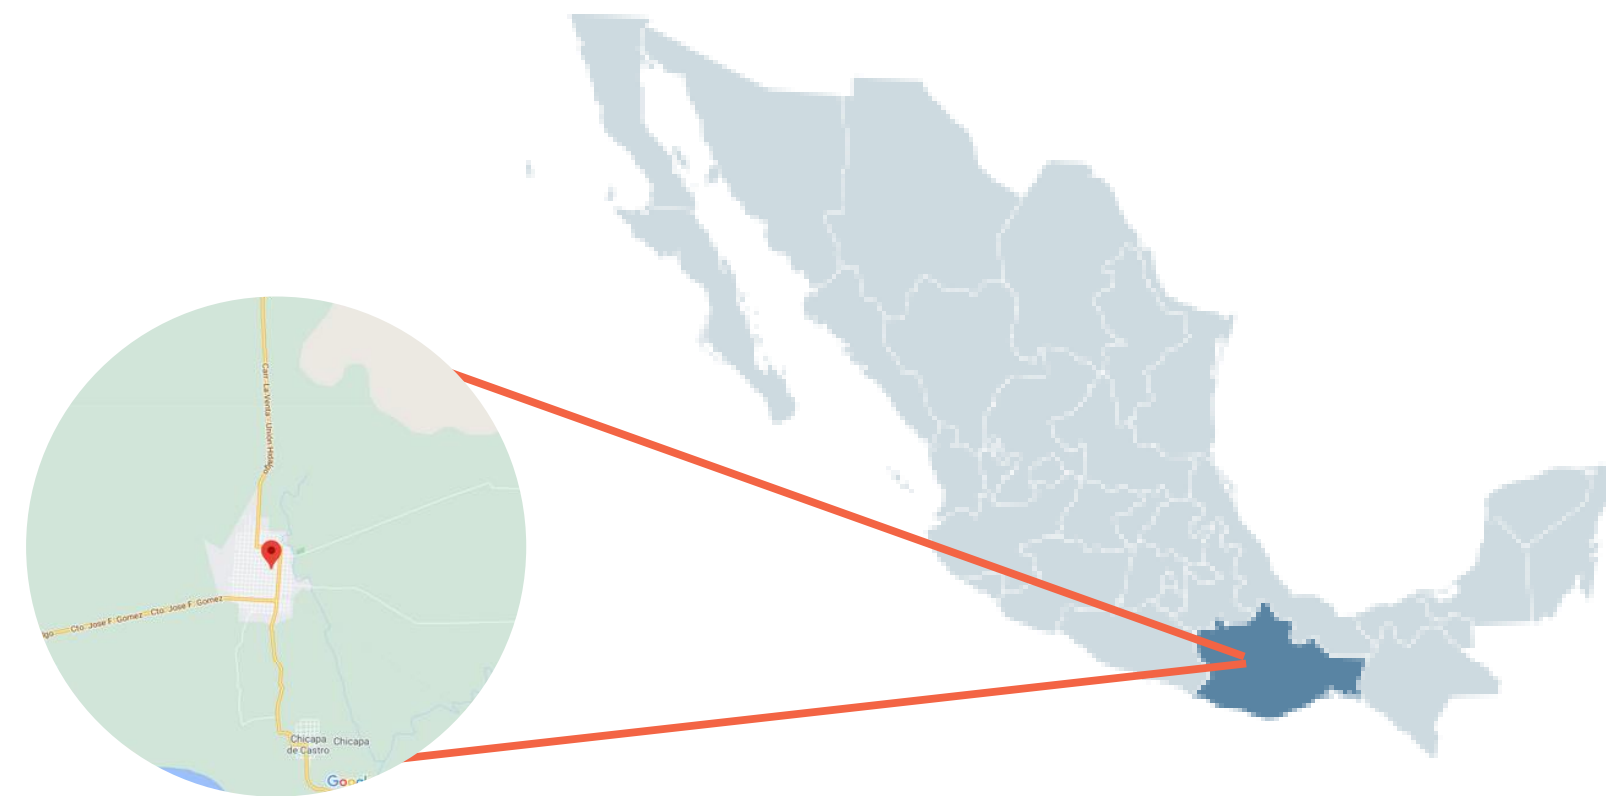 Carr. La Venta - Unión Hidalgo
Cto. Jose F. Gomez
Cto. Jose F. Gomez
Chicapa
de Castro
Chicapa